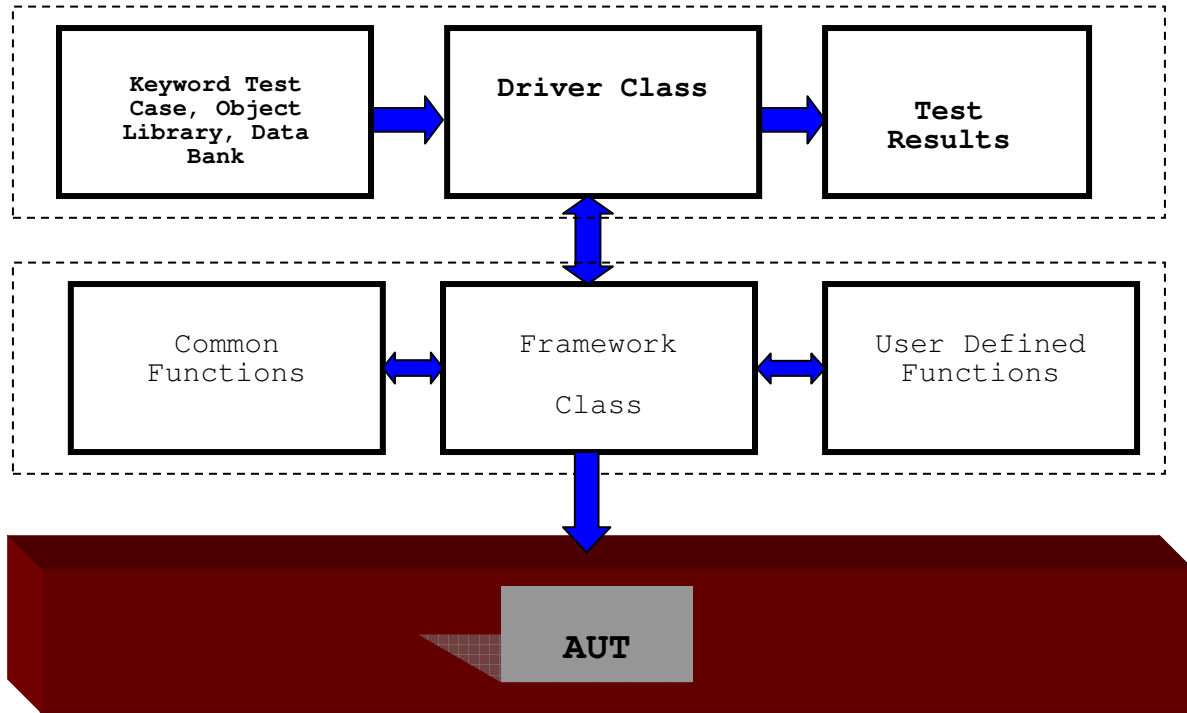 Keyword Test
Case, Object
Library, Data
Bank
Driver Class
Test
Results
Common
Functions
Framework
Class
User Defined
Functions
AUT